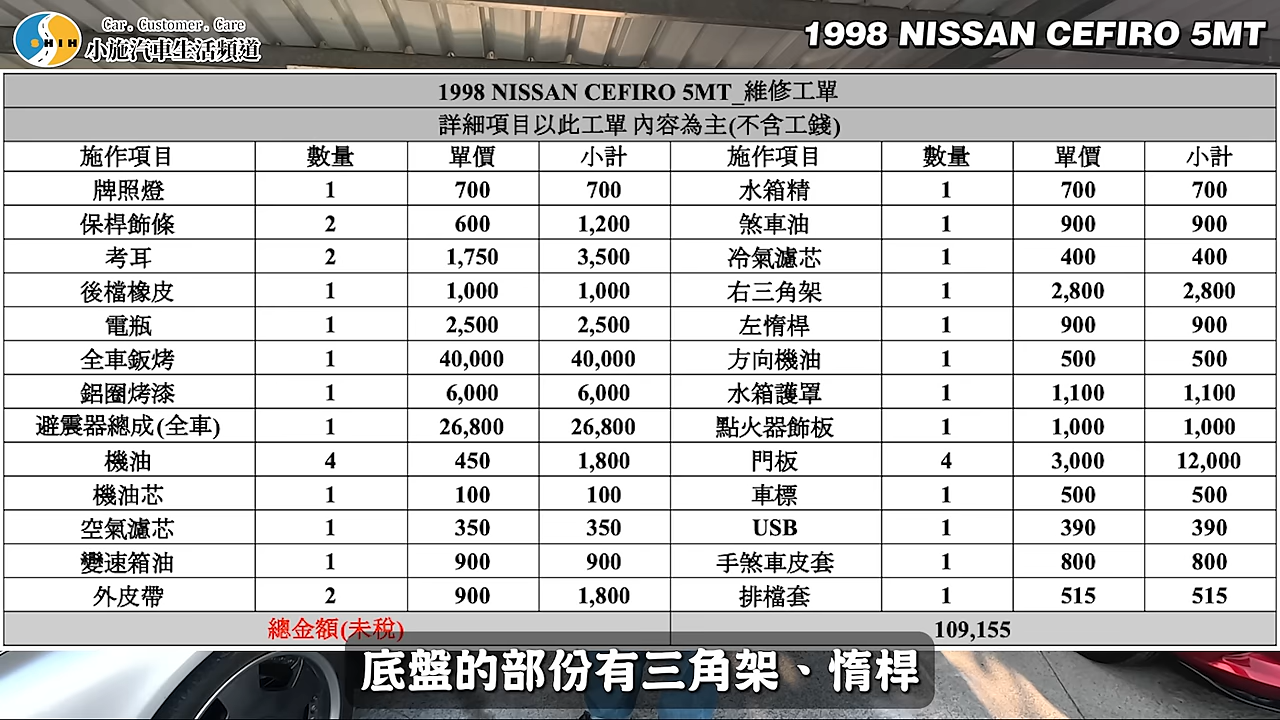 Car. Customer. Care
SHIH
小施汽車生活頻道
1998 NISSAN CEFIRO 5MT
1998 NISSAN CEFIRO 5MT_維修工單
詳細項目以此工單 內容為主(不含工錢)
施作項目 數量 單價 小計 施作項目 數量 單價 小計
牌照燈 1 700 700 水箱精 1 700 700
保桿飾條 2 600 1,200 煞車油 1 900 900
考耳 2 1,750 3,500 冷氣濾芯 1 400 400
後檔橡皮 1 1,000 1,000 右三角架 1 2,800 2,800
電瓶 1 2,500 2,500 左惰桿 1 900 900
全車鈑烤 1 40,000 40,000 方向機油 1 500 500
鋁圈烤漆 1 6,000 6,000 水箱護罩 1 1,100 1,100
避震器總成(全車) 1 26,800 26,800 點火器飾板 1 1,000 1,000
機油 4 450 1,800 門板 4 3,000 12,000
機油芯 1 100 100 車標 1 500 500
空氣濾芯 1 350 350 USB 1 390 390
變速箱油 1 900 900 手煞車皮套 1 800 800
外皮帶 2 900 1,800 排檔套 1 515 515
總金額(未稅) 109,155
底盤的部份有三角架、惰桿